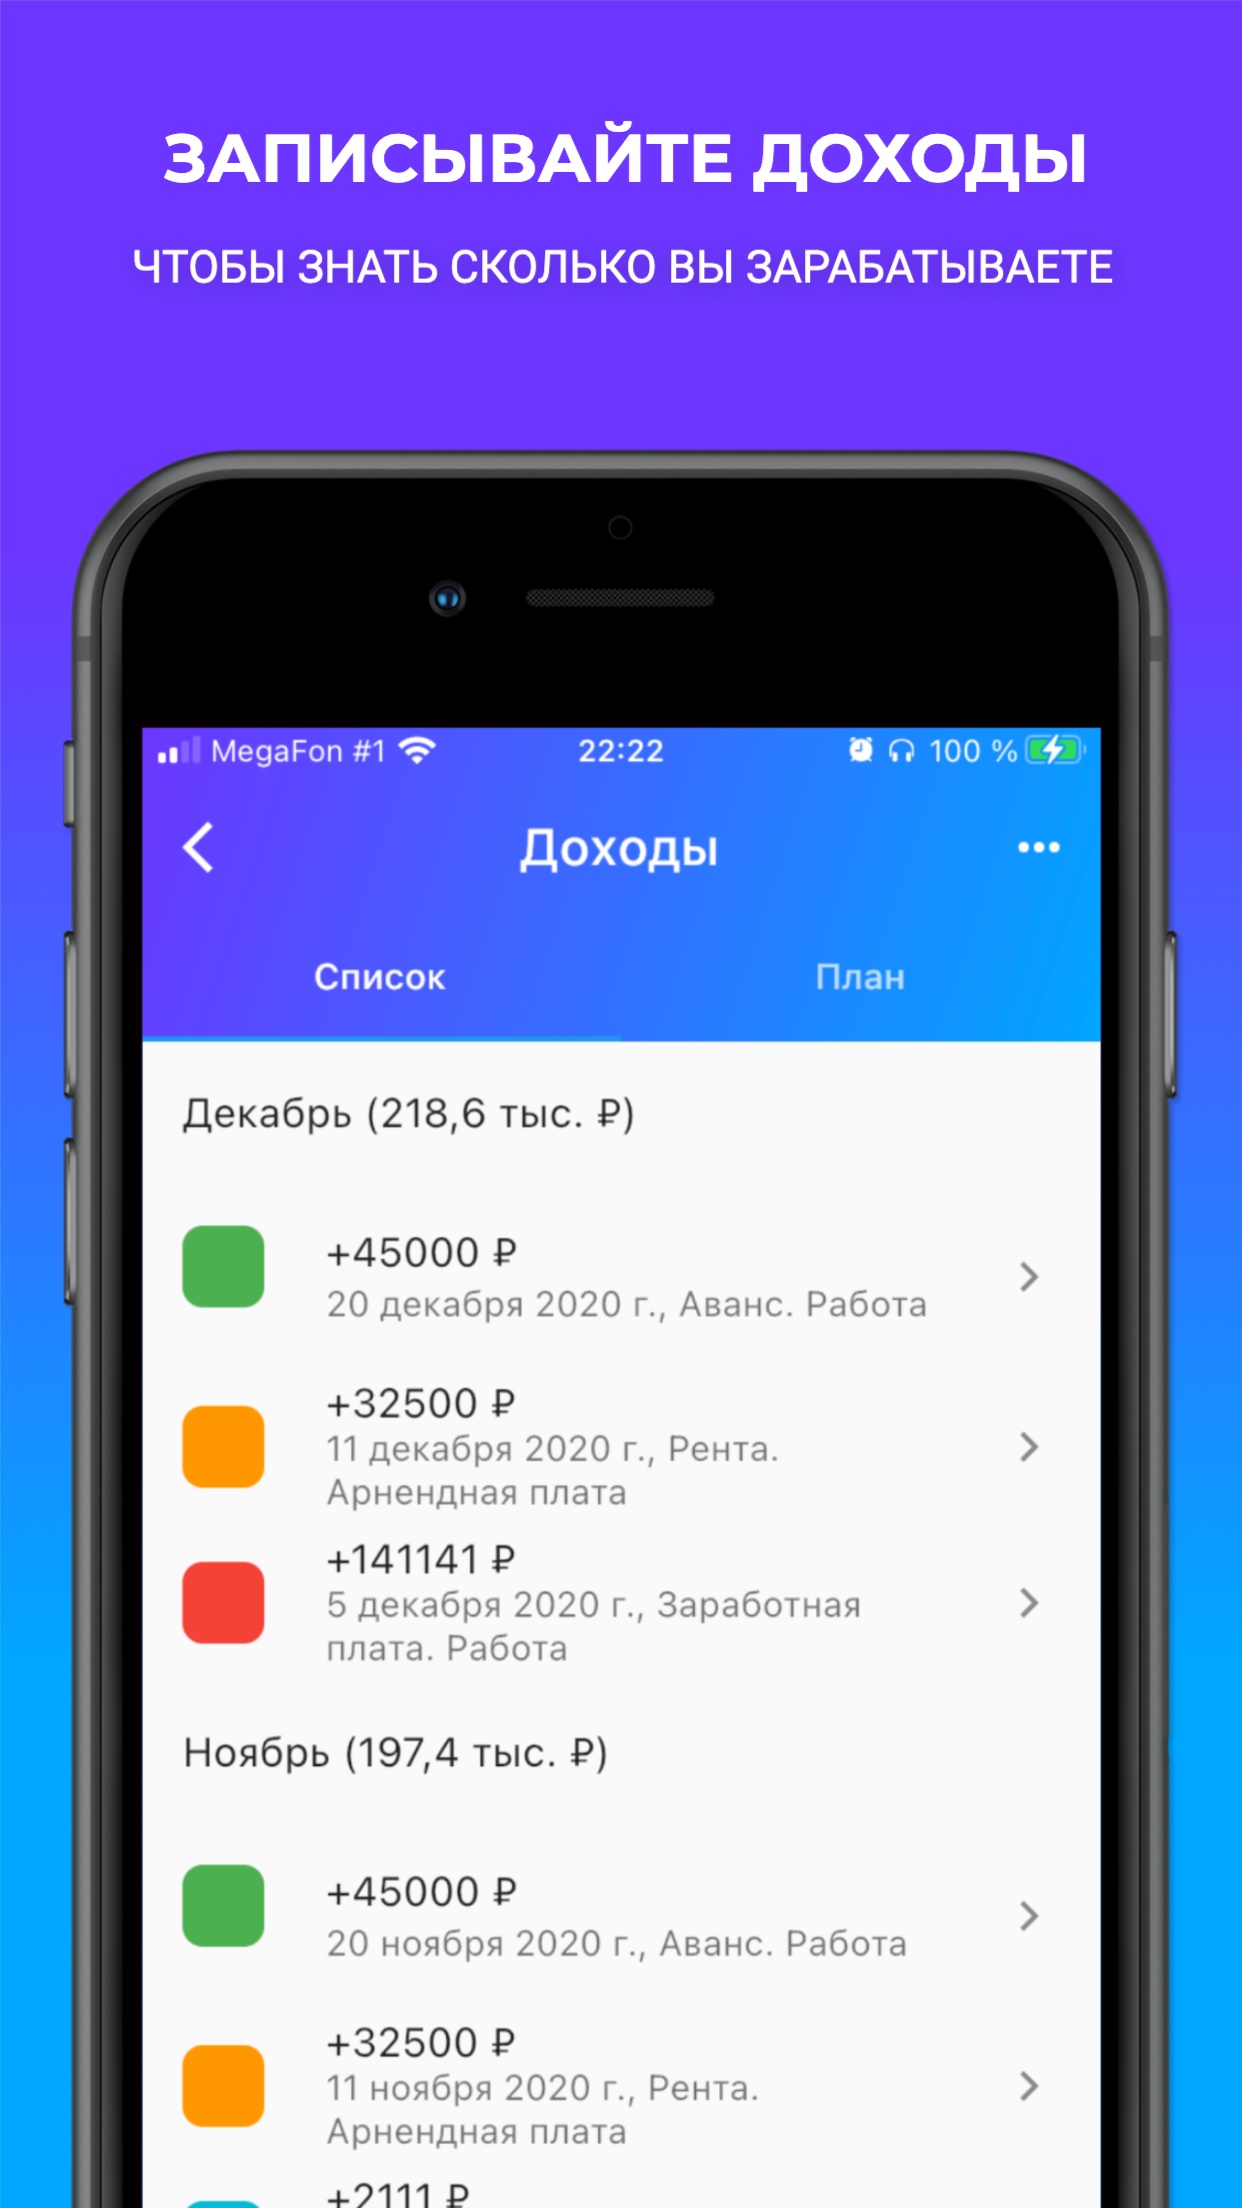 ЗАПИСЫВАЙТЕ ДОХОДЫ
ЧТОБЫ ЗНАТЬ СКОЛЬКО ВЫ ЗАРАБАТЫВАЕТЕ
MegaFon #1 22:22 100 %
Доходы
Список План
Декабрь (218,6 тыс. ₽)
+45000 ₽
20 декабря 2020 г., Аванс. Работа
+32500 ₽
11 декабря 2020 г., Рента.
Арнендная плата
+141141 ₽
5 декабря 2020 г., Заработная
плата. Работа
Ноябрь (197,4 тыс. ₽)
+45000 ₽
20 ноября 2020 г., Аванс. Работа
+32500 ₽
11 ноября 2020 г., Рента.
Арнендная плата
+2111 ₽